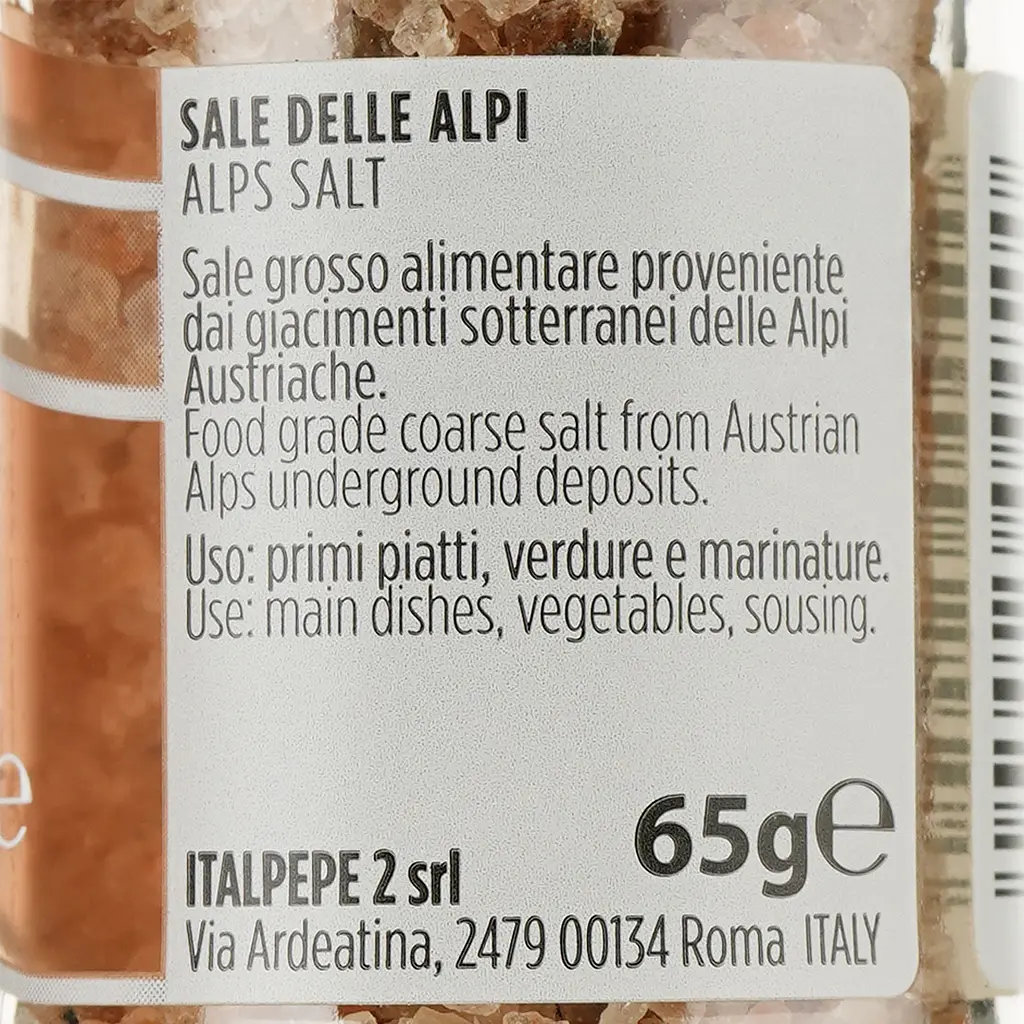 SALE DELLE ALPI
ALPS SALT
Sale grosso alimentare proveniente
dai giacimenti sotterranei delle Alpi
Austriache.
Food grade coarse salt from Austrian
Alps underground deposits.
Uso: primi piatti, verdure e marinature.
Use: main dishes, vegetables, sousing.
65g℮
ITALPEPE 2 srl
Via Ardeatina, 2479 00134 Roma ITALY